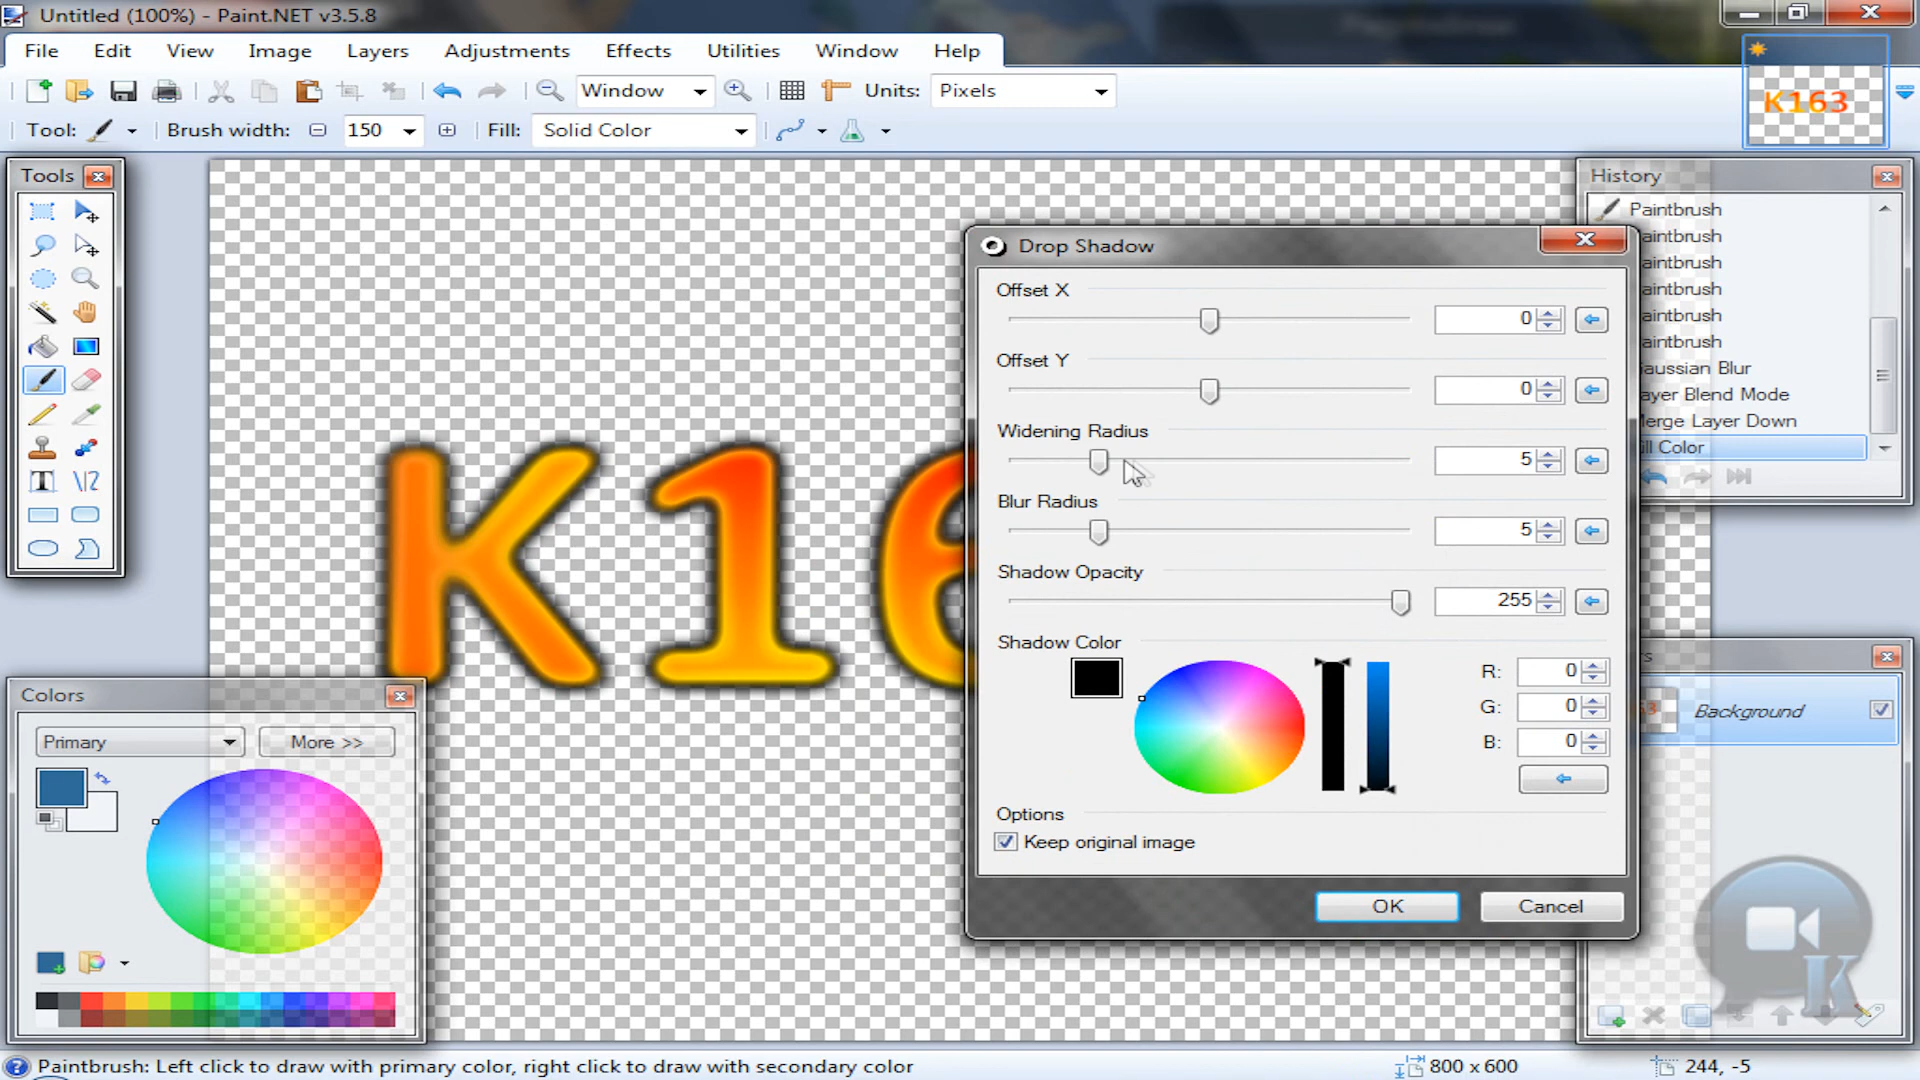 Untitled (100%) - Paint.NET v3.5.8
File Edit View Image Layers Adjustments Effects Utilities Window Help
Window Units: Pixels
K163
Tool: Brush width: 150 Fill: Solid Color
Tools
History
Paintbrush
aintbrush
aintbrush
aintbrush
aintbrush
aintbrush
aussian Blur
ayer Blend Mode
Merge Layer Down
ill Color
Drop Shadow
Offset X
0
Offset Y
0
Widening Radius
5
Blur Radius
5
Shadow Opacity
255
Shadow Color
R: 0
G: 0
B: 0
Options
Keep original image
OK Cancel
K16
Colors
Primary More >>
Background
K
Paintbrush: Left click to draw with primary color, right click to draw with secondary color
800 x 600
244, -5